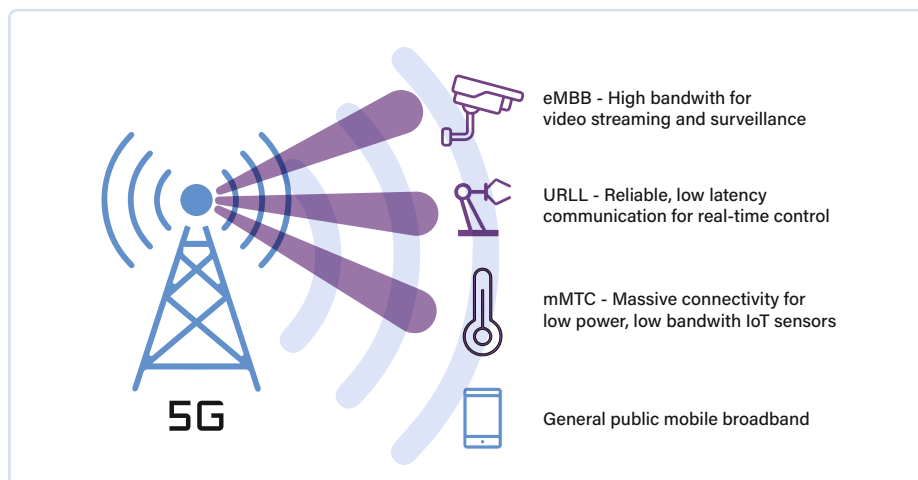 eMBB - High bandwith for
video streaming and surveillance
URLL - Reliable, low latency
communication for real-time control
mMTC - Massive connectivity for
low power, low bandwith IoT sensors
5G
General public mobile broadband